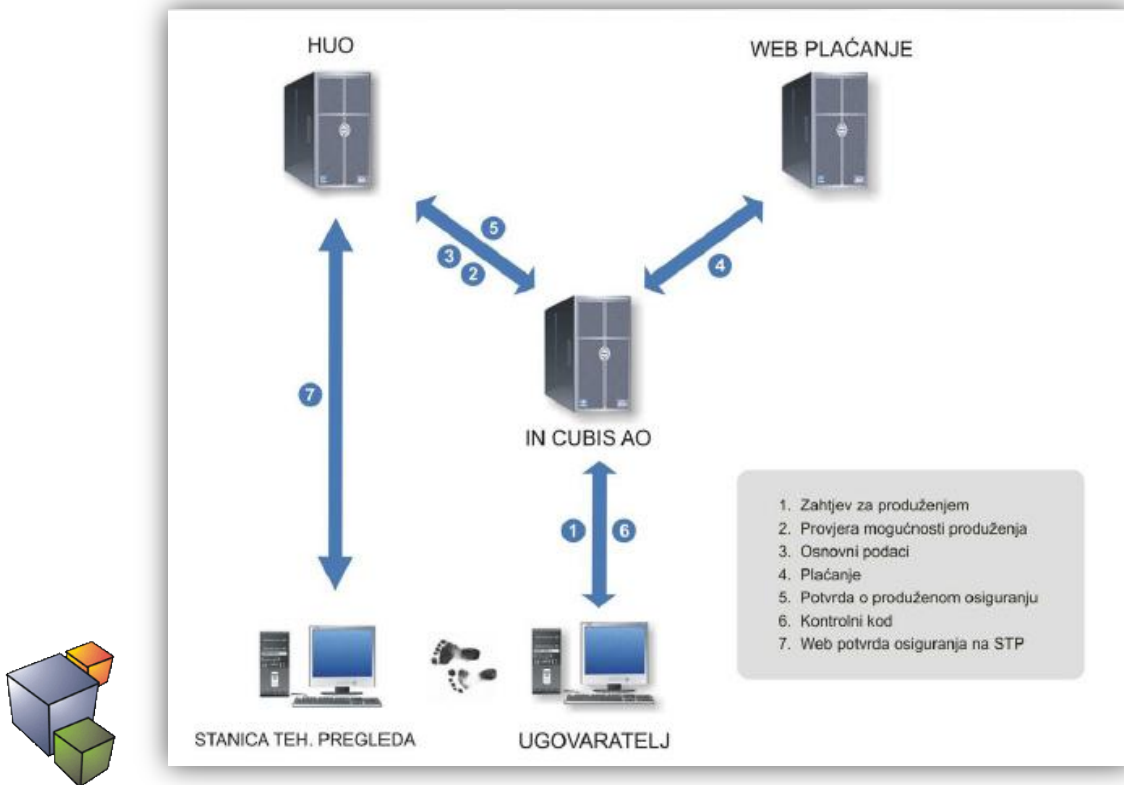 HUO
WEB PLAĆANJE
5
3
2
4
7
IN CUBIS AO
1 6
1. Zahtjev za produženjem
2. Provjera mogućnosti produženja
3. Osnovni podaci
4. Plaćanje
5. Potvrda o produženom osiguranju
6. Kontrolni kod
7. Web potvrda osiguranja na STP
STANICA TEH. PREGLEDA
UGOVARATELJ